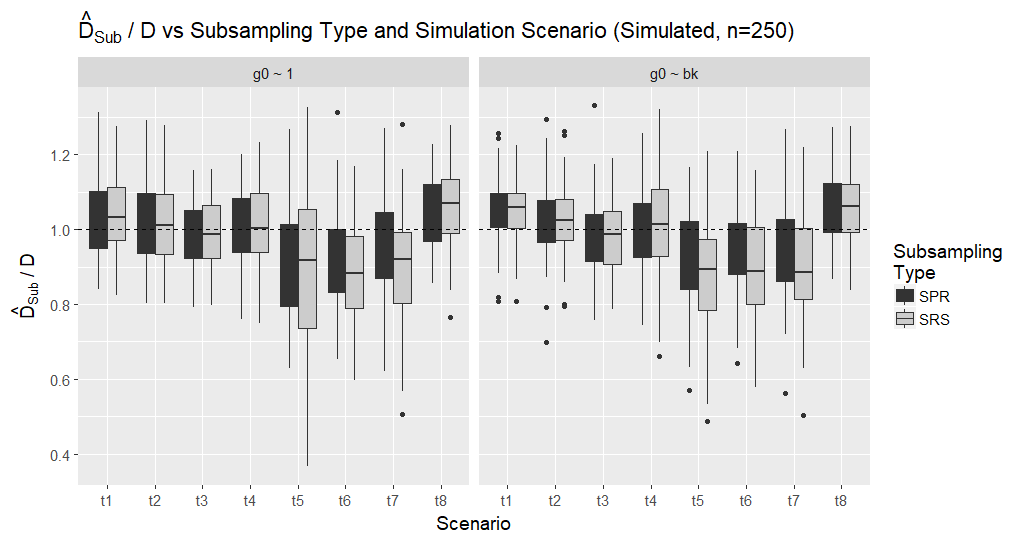 D̂Sub / D vs Subsampling Type and Simulation Scenario (Simulated, n=250)
g0 ~ 1
g0 ~ bk
1.2
1.0
0.8
0.6
0.4
D̂Sub / D
t1 t2 t3 t4 t5 t6 t7 t8
t1 t2 t3 t4 t5 t6 t7 t8
Scenario
Subsampling
Type
SPR
SRS